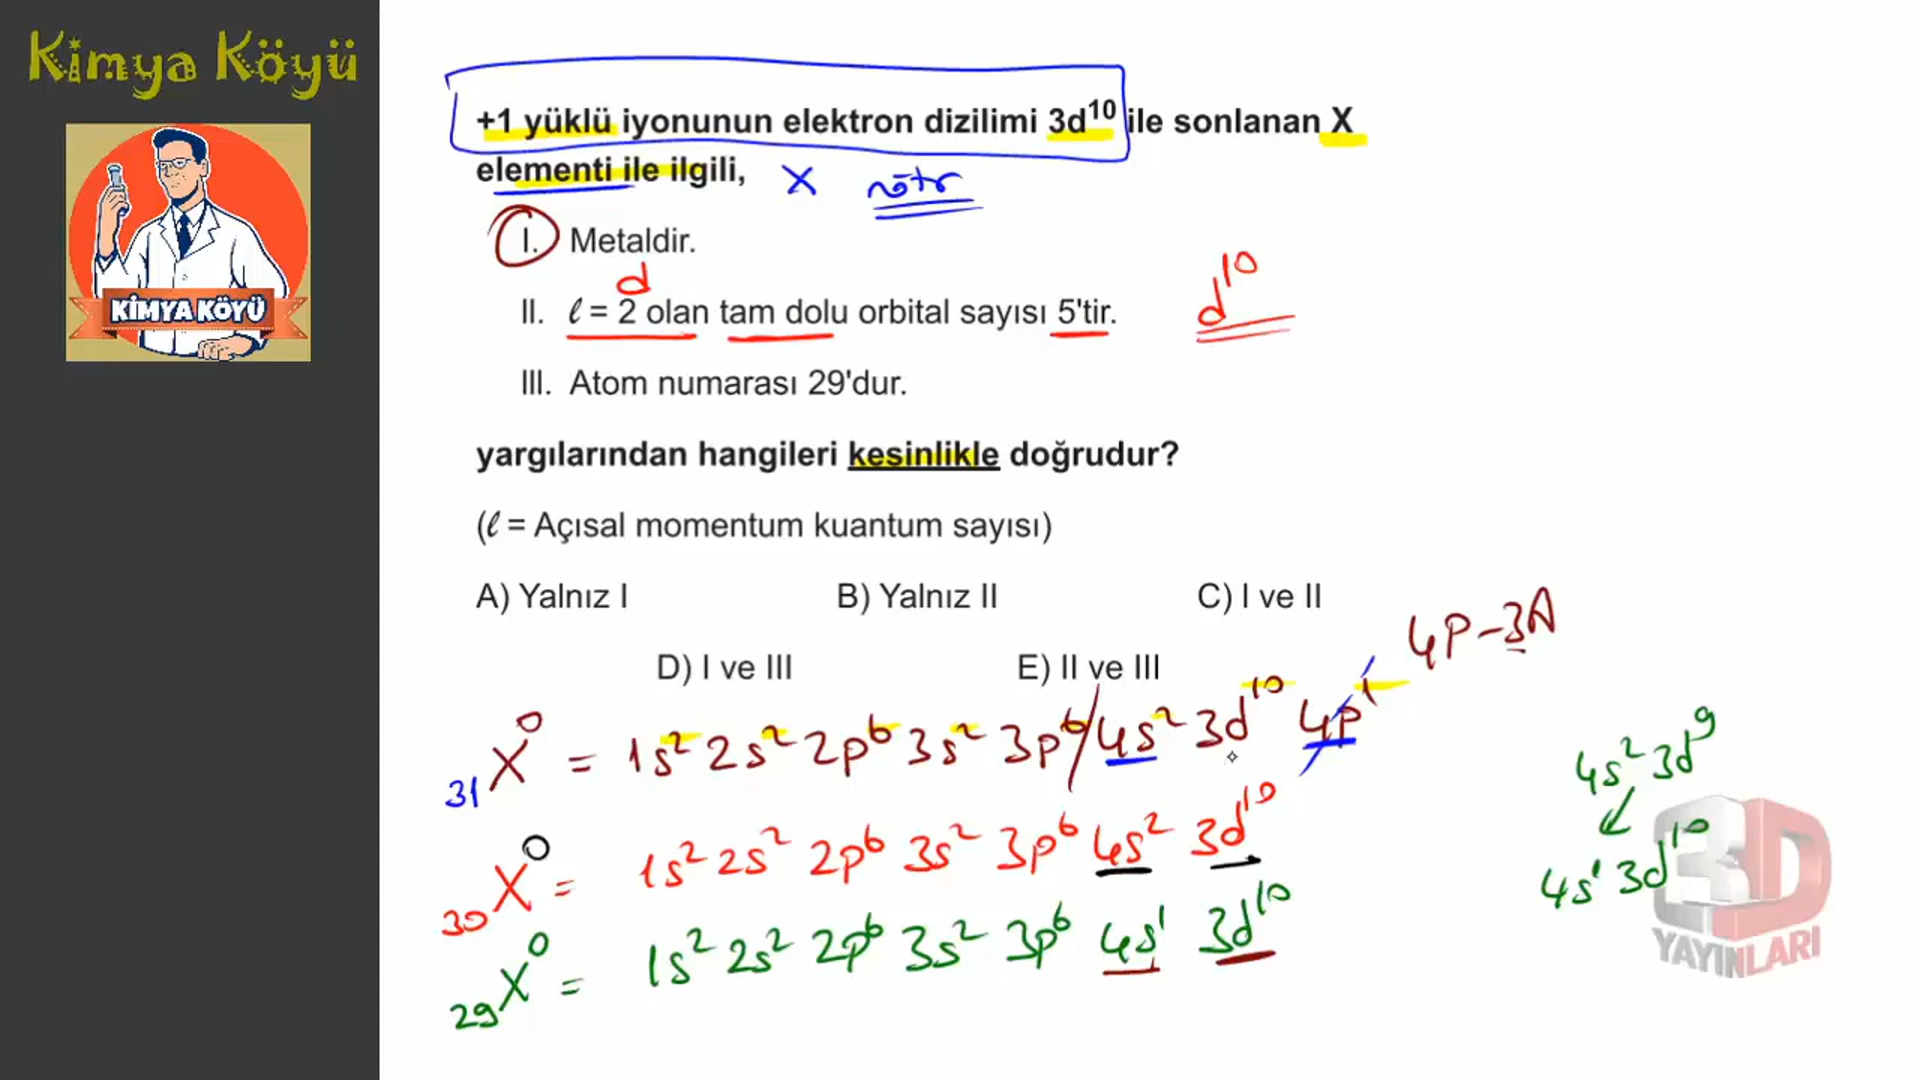 Kimya Köyü
KİMYA KÖYÜ
+1 yüklü iyonunun elektron dizilimi 3d¹⁰ ile sonlanan X
elementi ile ilgili, X nötr
I. Metaldir.
d
II. ℓ = 2 olan tam dolu orbital sayısı 5'tir. d¹⁰
III. Atom numarası 29'dur.
yargılarından hangileri kesinlikle doğrudur?
(ℓ = Açısal momentum kuantum sayısı)
A) Yalnız I B) Yalnız II C) I ve II
D) I ve III E) II ve III
4P-3A
₃₁X⁰ = 1s² 2s² 2p⁶ 3s² 3p⁶ / 4s² 3d¹⁰ 4p¹
4s² 3d⁹
₃₀X⁰ = 1s² 2s² 2p⁶ 3s² 3p⁶ 4s² 3d¹⁰
4s¹ 3d¹⁰
₂₉X⁰ = 1s² 2s² 2p⁶ 3s² 3p⁶ 4s¹ 3d¹⁰
3D
YAYINLARI